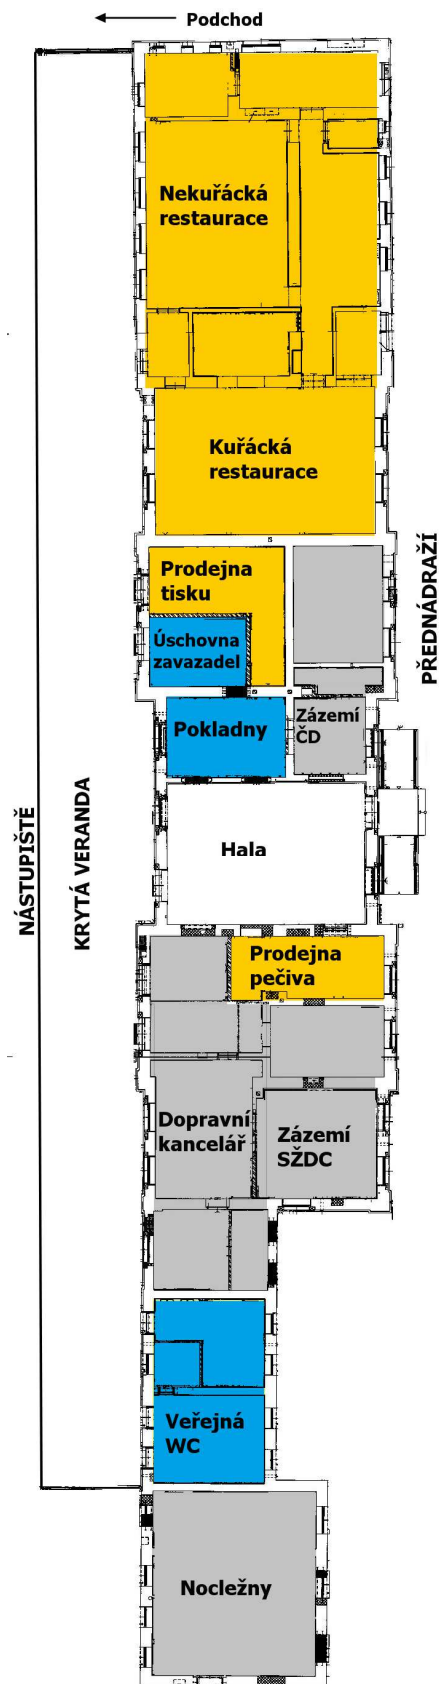 Podchod
Nekuřácká
restaurace
Kuřácká
restaurace
PŘEDNÁDRAŽÍ
Prodejna
tisku
Úschovna
zavazadel
Pokladny
Zázemí
ČD
NÁSTUPIŠTĚ
KRYTÁ VERANDA
Hala
Prodejna
pečiva
Dopravní
kancelář
Zázemí
SŽDC
Veřejná
WC
Nocležny